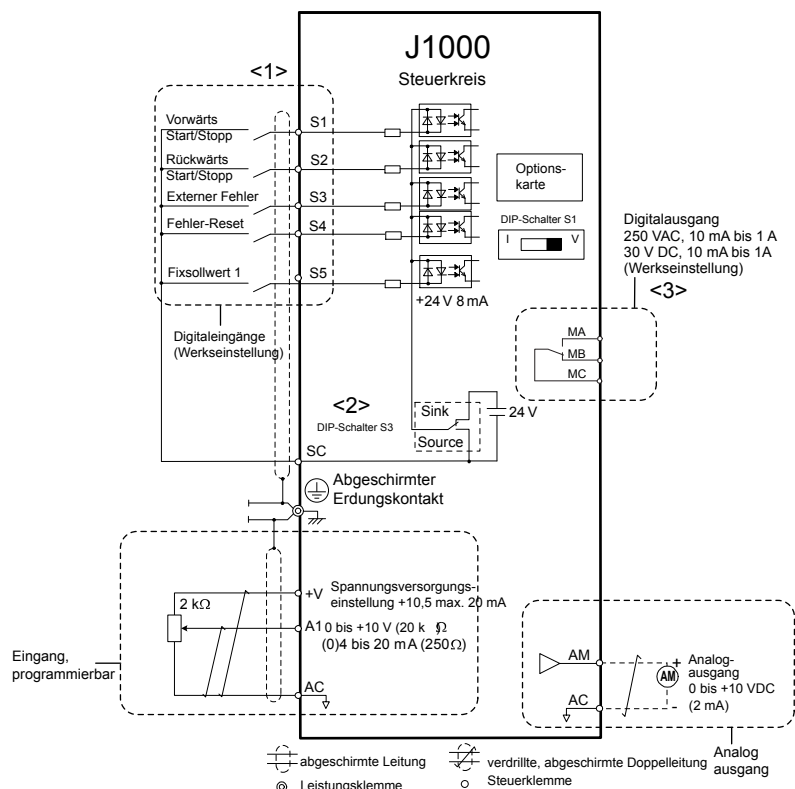 J1000
Steuerkreis
<1>
Vorwärts
Start/Stopp
S1
Rückwärts
Start/Stopp
S2
Externer Fehler
S3
Fehler-Reset
S4
Fixsollwert 1
S5
Digitaleingänge
(Werkseinstellung)
+24 V 8 mA
Options-
karte
DIP-Schalter S1
I
V
Digitalausgang
250 VAC, 10 mA bis 1 A
30 V DC, 10 mA bis 1A
(Werkseinstellung)
<3>
MA
MB
MC
<2>
DIP-Schalter S3
Sink
Source
24 V
SC
Abgeschirmter
Erdungskontakt
2 kΩ
+V
Spannungsversorgungs-
einstellung +10,5 max. 20 mA
A1
0 bis +10 V (20 k Ω
(0)4 bis 20 mA (250Ω)
AC
Eingang,
programmierbar
AM
AC
+
AM
-
Analog-
ausgang
0 bis +10 VDC
(2 mA)
Analog
ausgang
abgeschirmte Leitung
verdrillte, abgeschirmte Doppelleitung
Leistungsklemme
Steuerklemme